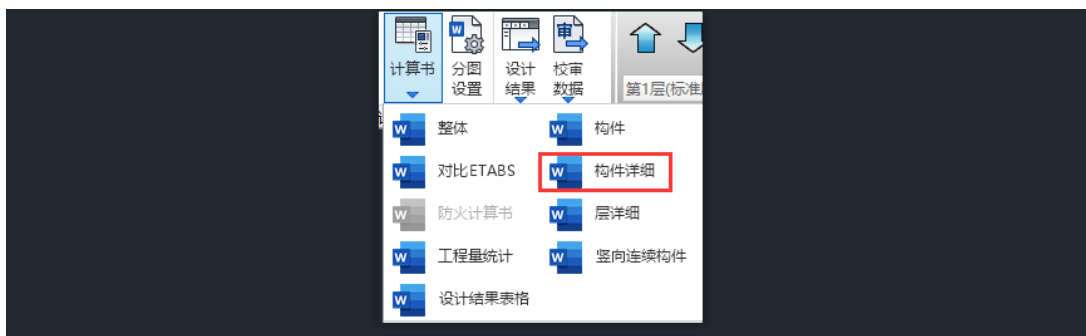 计算书
分图
设置
设计
结果
校审
数据
第1层(标准
整体
构件
对比ETABS
构件详细
防火计算书
层详细
工程量统计
竖向连续构件
设计结果表格